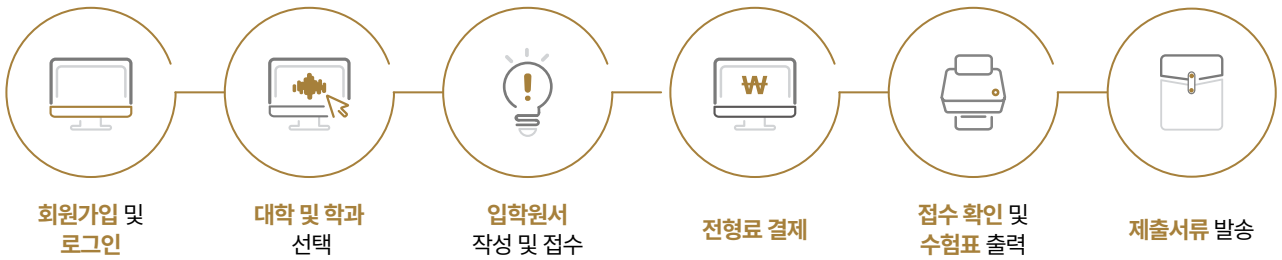 회원가입 및
로그인
대학 및 학과
선택
입학원서
작성 및 접수
₩
전형료 결제
접수 확인 및
수험표 출력
제출서류 발송